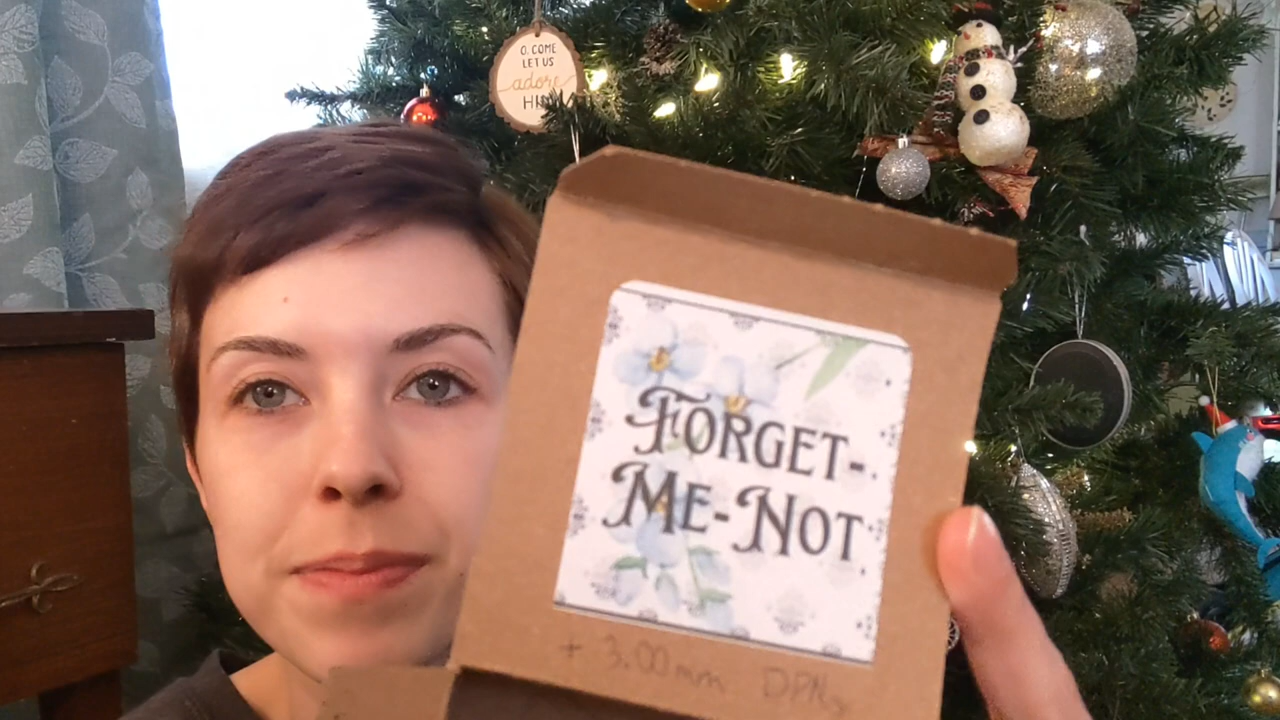 O, COME
LET US
adore
HIM
FORGET-
ME-NOT
+ 3.00mm DPNs